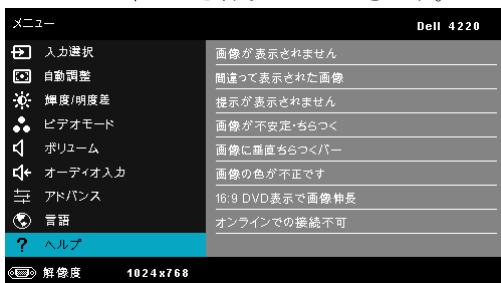 メニュー
Dell 4220
入力選択
自動調整
輝度/明度差
ビデオモード
ボリューム
オーディオ入力
アドバンス
言語
? ヘルプ
画像が表示されません
間違って表示された画像
提示が表示されません
画像が不安定・ちらつく
画像に垂直ちらつくバー
画像の色が不正です
16:9 DVD表示で画像伸長
オンラインでの接続不可
解像度 1024x768